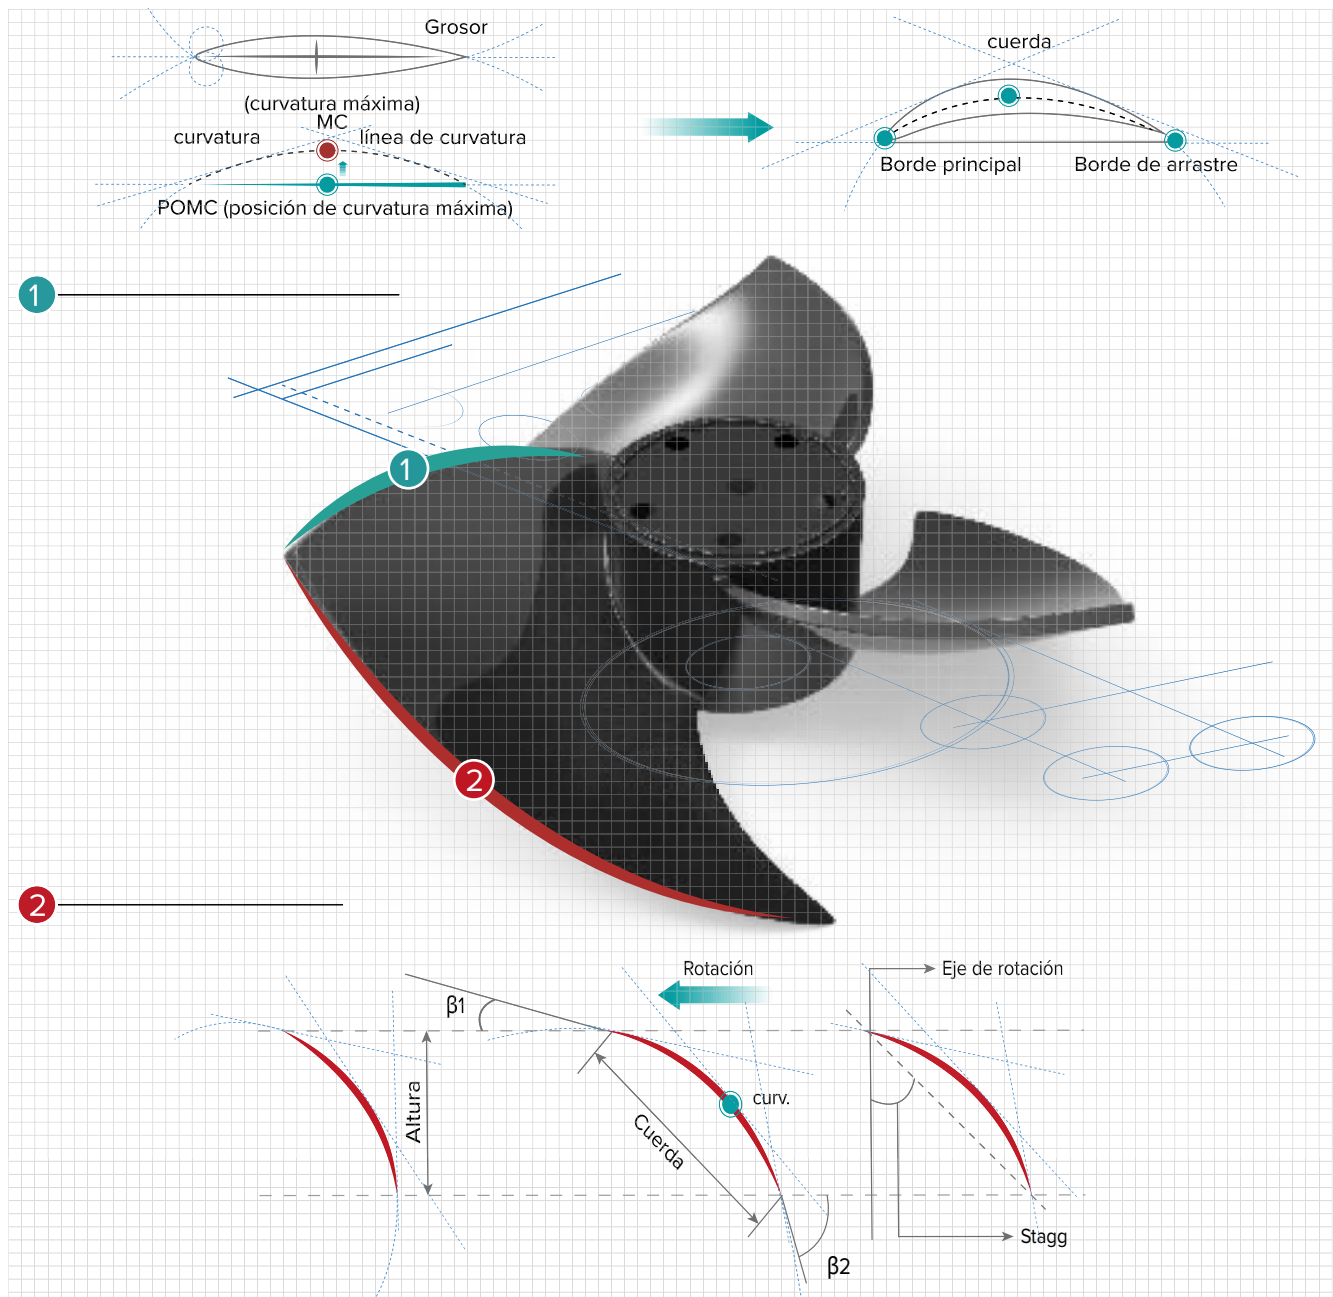 Grosor
(curvatura máxima)
MC
curvatura
línea de curvatura
POMC (posición de curvatura máxima)
cuerda
Borde principal
Borde de arrastre
1
1
2
2
Rotación
Eje de rotación
β1
Altura
curv.
Cuerda
Stagg
β2